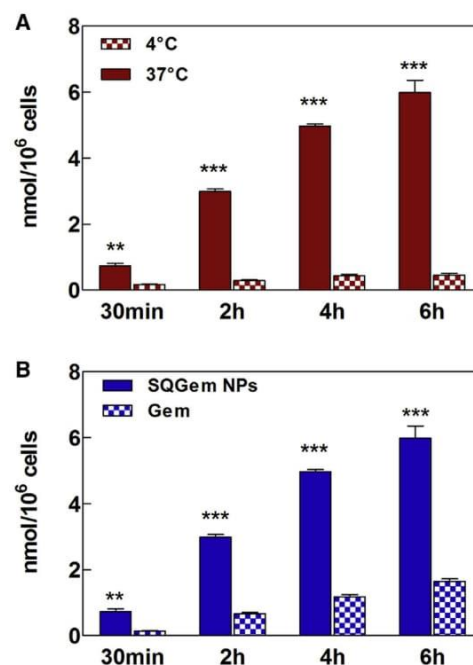 A
4°C
37°C
nmol/10⁶ cells
8
6
4
2
0
**
***
***
***
30min
2h
4h
6h
B
SQGem NPs
Gem
nmol/10⁶ cells
8
6
4
2
0
**
***
***
***
30min
2h
4h
6h